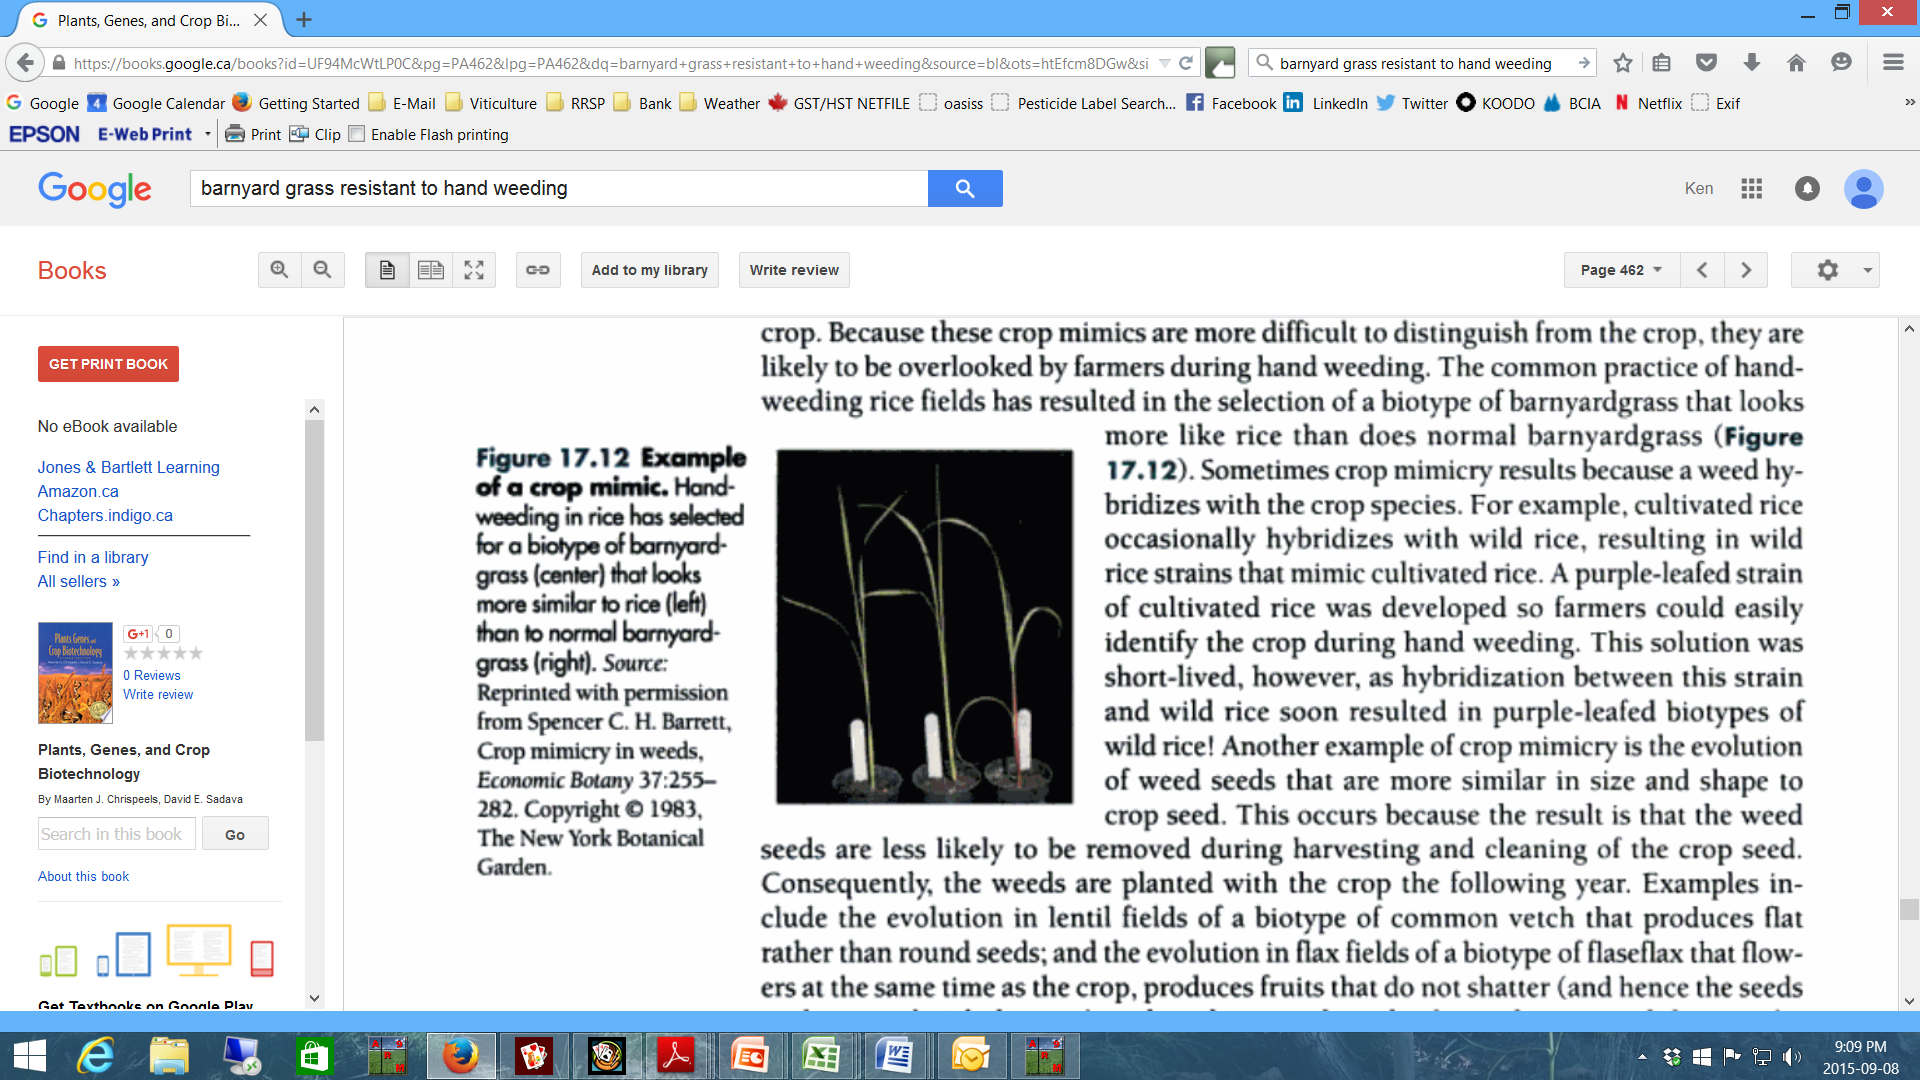 Plants, Genes, and Crop Bi...
https://books.google.ca/books?id=UF94McWtLP0C&pg=PA462&lpg=PA462&dq=barnyard+grass+resistant+to+hand+weeding&source=bl&ots=htEfcm8DGw&si
barnyard grass resistant to hand weeding
Google Google Calendar Getting Started E-Mail Viticulture RRSP Bank Weather GST/HST NETFILE oasiss Pesticide Label Search... Facebook LinkedIn Twitter KOODO BCIA Netflix Exif »
EPSON E-Web Print Print Clip Enable Flash printing
Google barnyard grass resistant to hand weeding Ken
Books Add to my library Write review Page 462
GET PRINT BOOK
No eBook available
Jones & Bartlett Learning
Amazon.ca
Chapters.indigo.ca
Find in a library
All sellers »
Plants Genes and
Crop Biotechnology
G+1 0
0 Reviews
Write review
Plants, Genes, and Crop
Biotechnology
By Maarten J. Chrispeels, David E. Sadava
Search in this book Go
About this book
Get Textbooks on Google Play
crop. Because these crop mimics are more difficult to distinguish from the crop, they are
likely to be overlooked by farmers during hand weeding. The common practice of hand-
weeding rice fields has resulted in the selection of a biotype of barnyardgrass that looks
more like rice than does normal barnyardgrass (Figure
17.12). Sometimes crop mimicry results because a weed hy-
bridizes with the crop species. For example, cultivated rice
occasionally hybridizes with wild rice, resulting in wild
rice strains that mimic cultivated rice. A purple-leafed strain
of cultivated rice was developed so farmers could easily
identify the crop during hand weeding. This solution was
short-lived, however, as hybridization between this strain
and wild rice soon resulted in purple-leafed biotypes of
wild rice! Another example of crop mimicry is the evolution
of weed seeds that are more similar in size and shape to
crop seed. This occurs because the result is that the weed
seeds are less likely to be removed during harvesting and cleaning of the crop seed.
Consequently, the weeds are planted with the crop the following year. Examples in-
clude the evolution in lentil fields of a biotype of common vetch that produces flat
rather than round seeds; and the evolution in flax fields of a biotype of flaseflax that flow-
ers at the same time as the crop, produces fruits that do not shatter (and hence the seeds
Figure 17.12 Example
of a crop mimic. Hand-
weeding in rice has selected
for a biotype of barnyard-
grass (center) that looks
more similar to rice (left)
than to normal barnyard-
grass (right). Source:
Reprinted with permission
from Spencer C. H. Barrett,
Crop mimicry in weeds,
Economic Botany 37:255–
282. Copyright © 1983,
The New York Botanical
Garden.
9:09 PM
2015-09-08